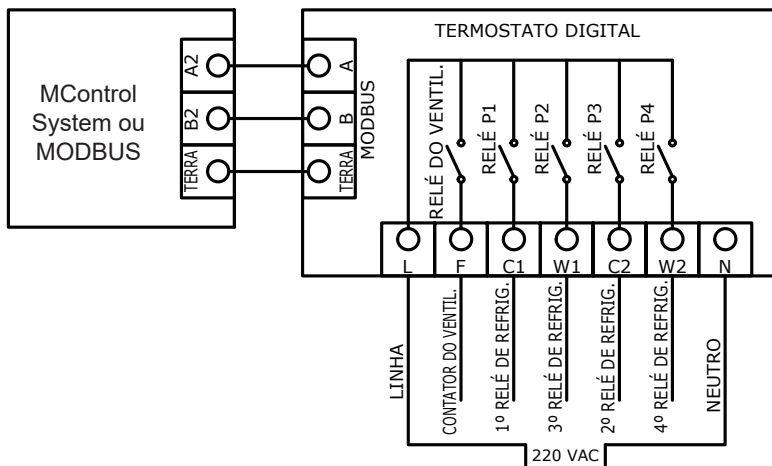 TERMOSTATO DIGITAL
MControl
System ou
MODBUS
A2
B2
TERRA
A
B
TERRA
MODBUS
RELÉ DO VENTIL.
RELÉ P1
RELÉ P2
RELÉ P3
RELÉ P4
L
F
C1
W1
C2
W2
N
LINHA
CONTATOR DO VENTIL.
1º RELÉ DE REFRIG.
3º RELÉ DE REFRIG.
2º RELÉ DE REFRIG.
4º RELÉ DE REFRIG.
NEUTRO
220 VAC